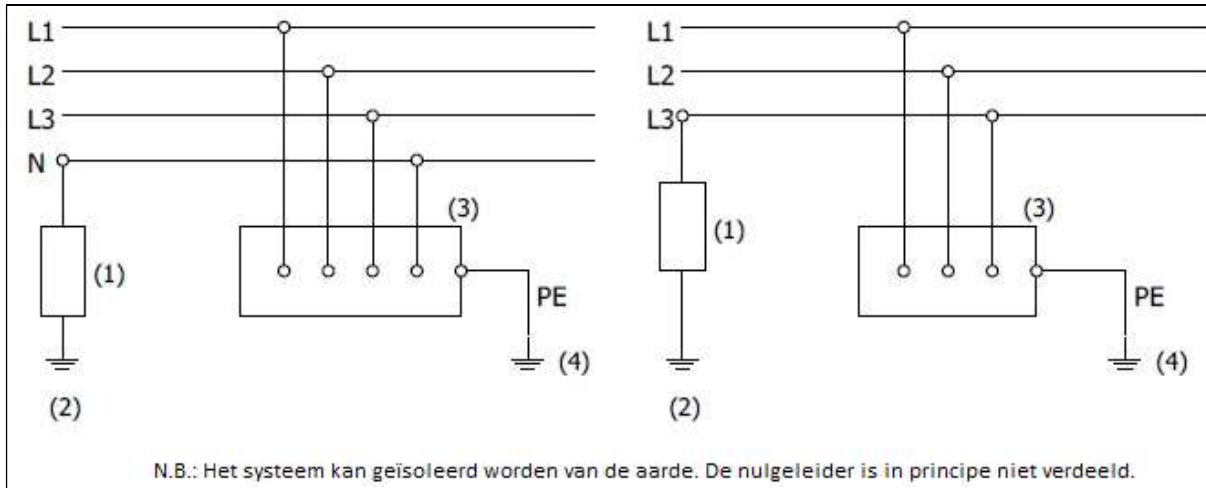 L1
L2
L3
N
(1)
(2)
(3)
PE
(4)
L1
L2
L3
(1)
(2)
(3)
PE
(4)
N.B.: Het systeem kan geïsoleerd worden van de aarde. De nulgeleider is in principe niet verdeeld.